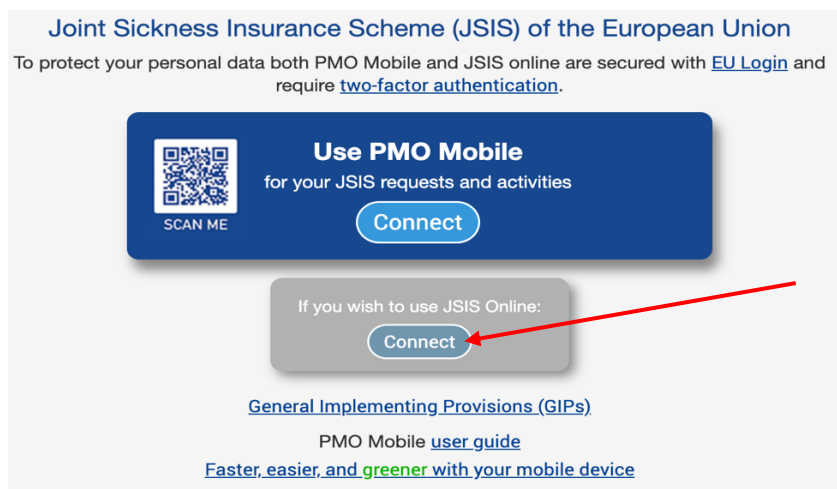 Joint Sickness Insurance Scheme (JSIS) of the European Union
To protect your personal data both PMO Mobile and JSIS online are secured with EU Login and
require two-factor authentication.
Use PMO Mobile
for your JSIS requests and activities
SCAN ME
Connect
If you wish to use JSIS Online:
Connect
General Implementing Provisions (GIPs)
PMO Mobile user guide
Faster, easier, and greener with your mobile device